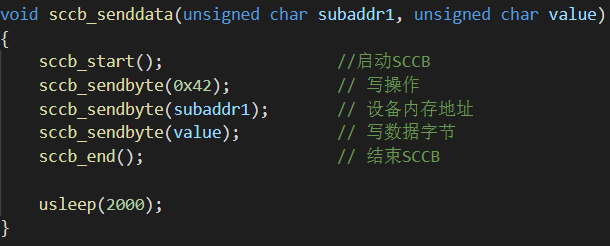 void sccb_senddata(unsigned char subaddr1, unsigned char value)
{
sccb_start(); //启动SCCB
sccb_sendbyte(0x42); // 写操作
sccb_sendbyte(subaddr1); // 设备内存地址
sccb_sendbyte(value); // 写数据字节
sccb_end(); // 结束SCCB
usleep(2000);
}